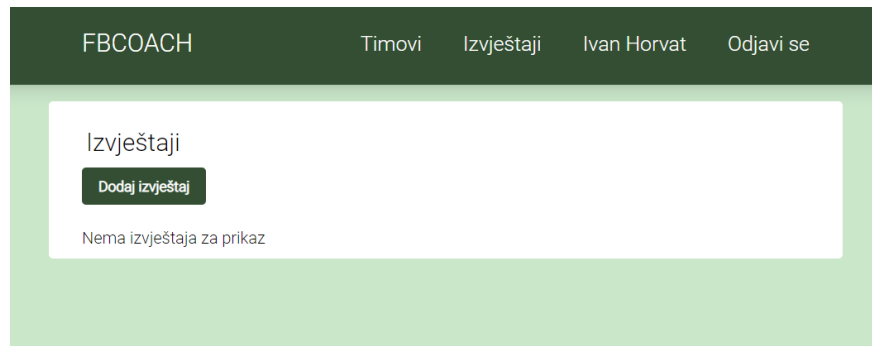 FBCOACH Timovi Izvještaji Ivan Horvat Odjavi se
Izvještaji
Dodaj izvještaj
Nema izvještaja za prikaz